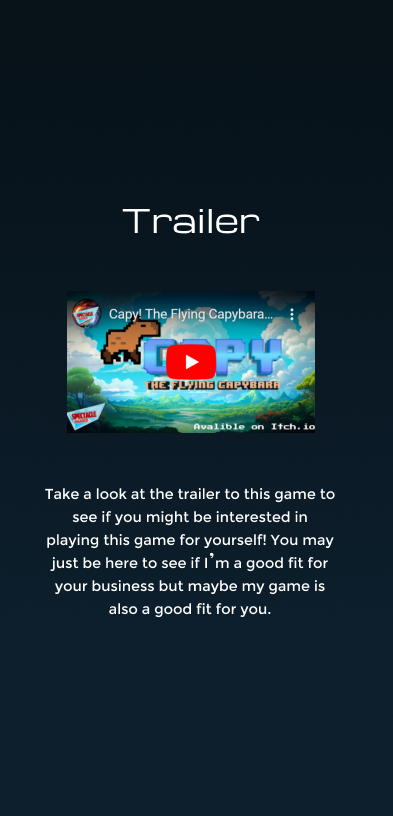 Trailer
Capy! The Flying Capybara...
CAPY
THE FLYING CAPYBARA
SPECTACLE
Avalible on Itch.io
Take a look at the trailer to this game to
see if you might be interested in
playing this game for yourself! You may
just be here to see if I’m a good fit for
your business but maybe my game is
also a good fit for you.